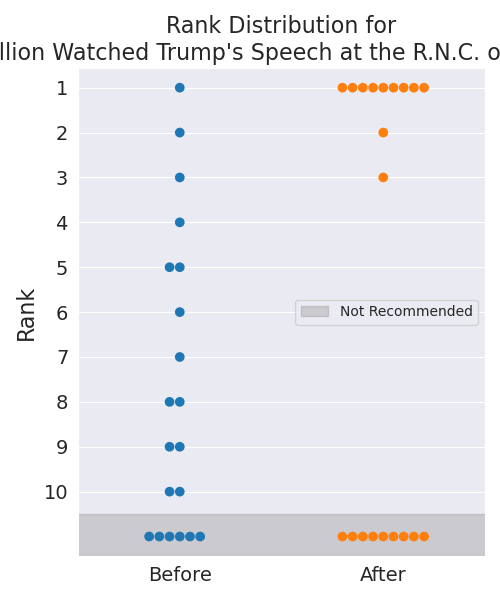 Rank Distribution for
llion Watched Trump's Speech at the R.N.C. o
1
2
3
4
5
6
7
8
9
10
Rank
Not Recommended
Before
After